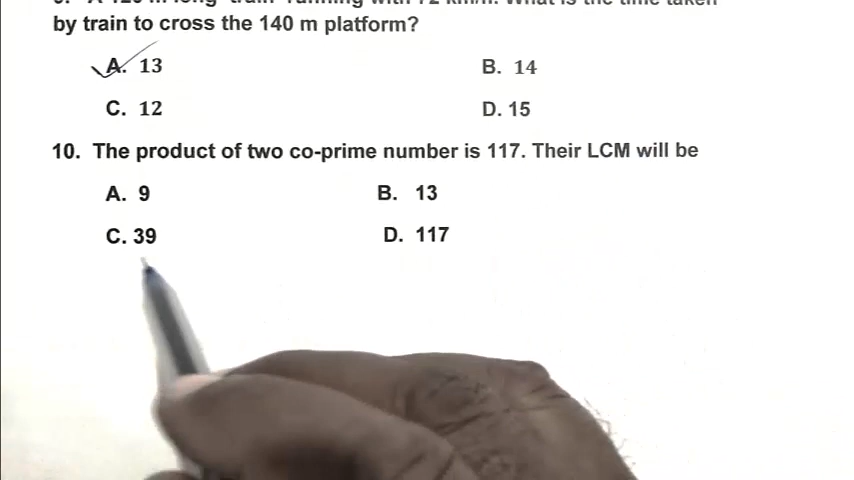 by train to cross the 140 m platform?
A. 13
B. 14
C. 12
D. 15
10. The product of two co-prime number is 117. Their LCM will be
A. 9
B. 13
C. 39
D. 117